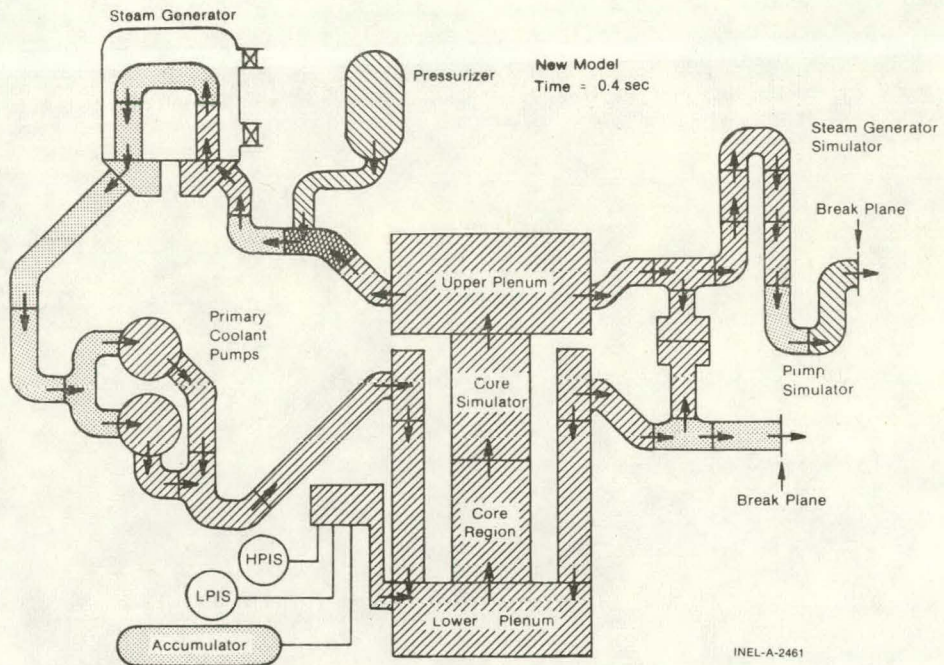 Steam Generator
Pressurizer
New Model
Time = 0.4 sec
Steam Generator
Simulator
Break Plane
Upper Plenum
Primary
Coolant
Pumps
Core
Simulator
Pump
Simulator
Break Plane
Core
Region
HPIS
LPIS
Accumulator
Lower Plenum
INEL-A-2461